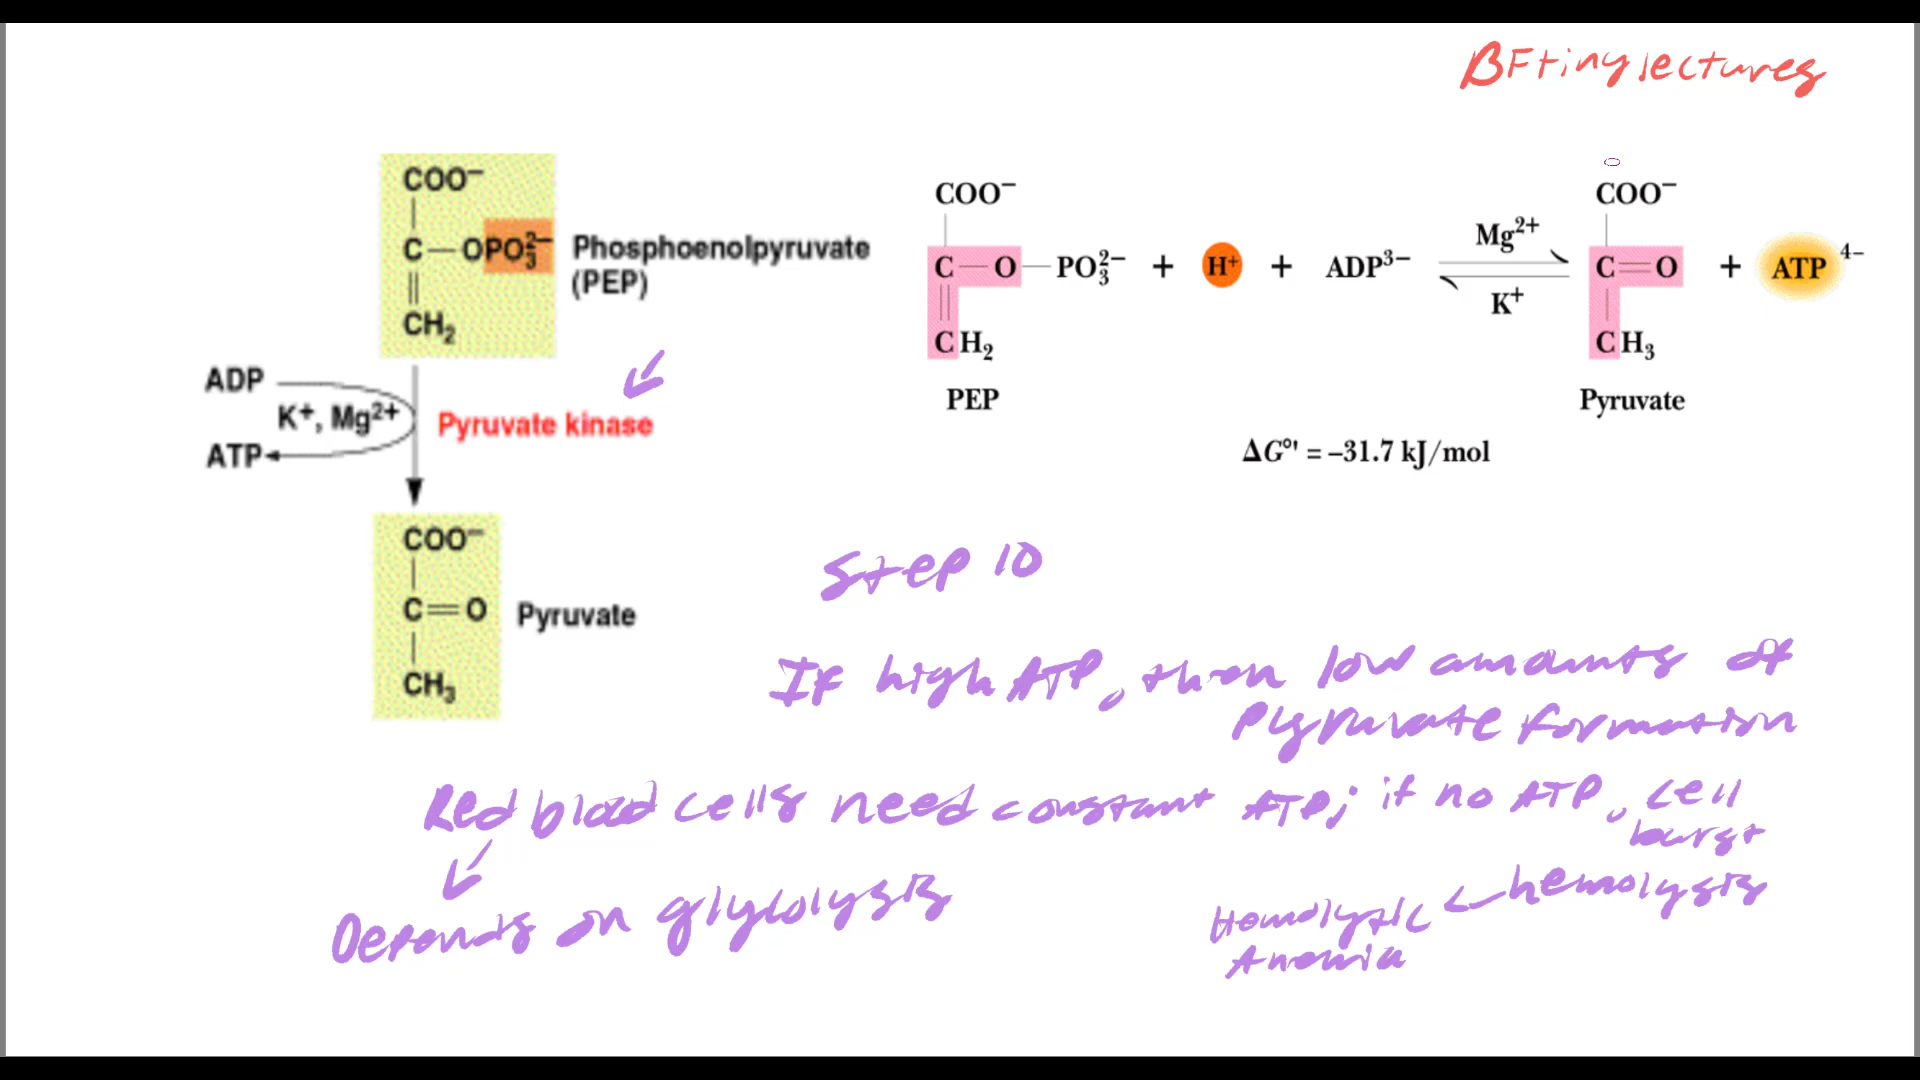 BFtinylectures
COO⁻
C—OPO₃²⁻
CH₂
Phosphoenolpyruvate
(PEP)
ADP
K⁺, Mg²⁺
ATP
Pyruvate kinase
COO⁻
C=O
CH₃
Pyruvate
COO⁻
C—O—PO₃²⁻ + H⁺ + ADP³⁻
CH₂
PEP
Mg²⁺
K⁺
COO⁻
C=O + ATP⁴⁻
CH₃
Pyruvate
ΔG°' = –31.7 kJ/mol
Step 10
If high ATP, then low amounts of
pyruvate formation
Red blood cells need constant ATP; if no ATP, cell
burst
Depends on glycolysis
hemolysis
Hemolytic
Anemia